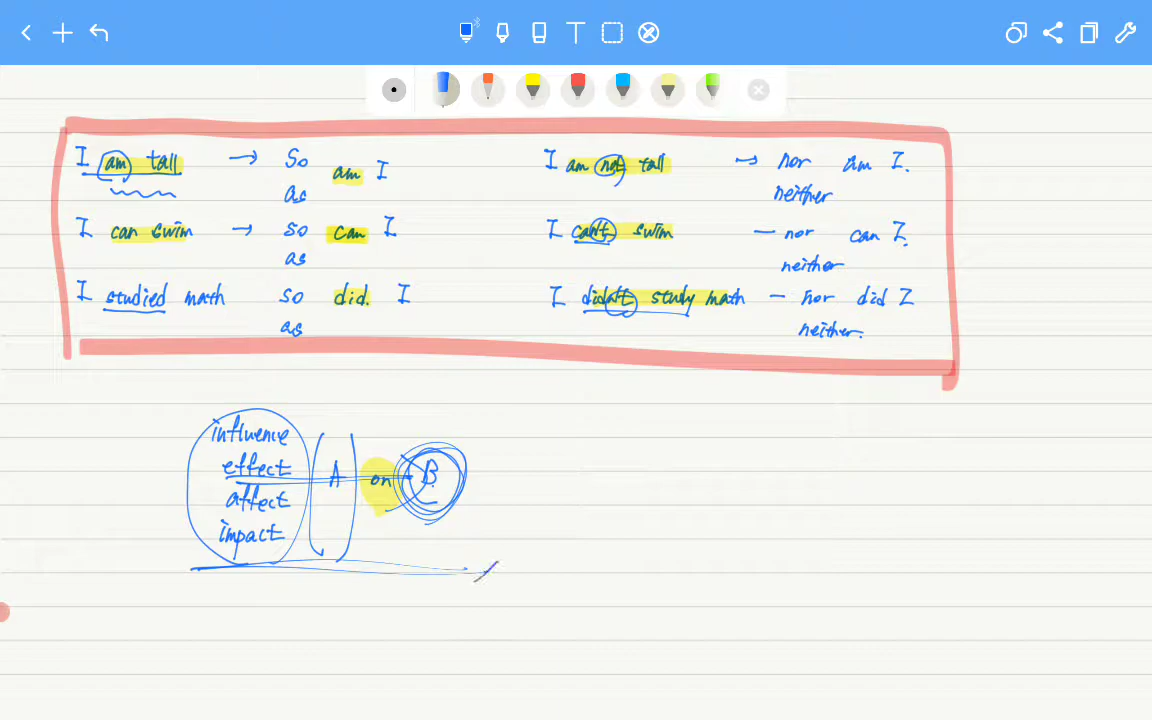 I am tall → So am I
as
I am not tall → nor am I.
neither
I can swim → so can I
as
I can't swim — nor can I.
neither
I studied math so did. I
as
I didn't study math — nor did I
neither.
influence
effect
affect
impact
A on B